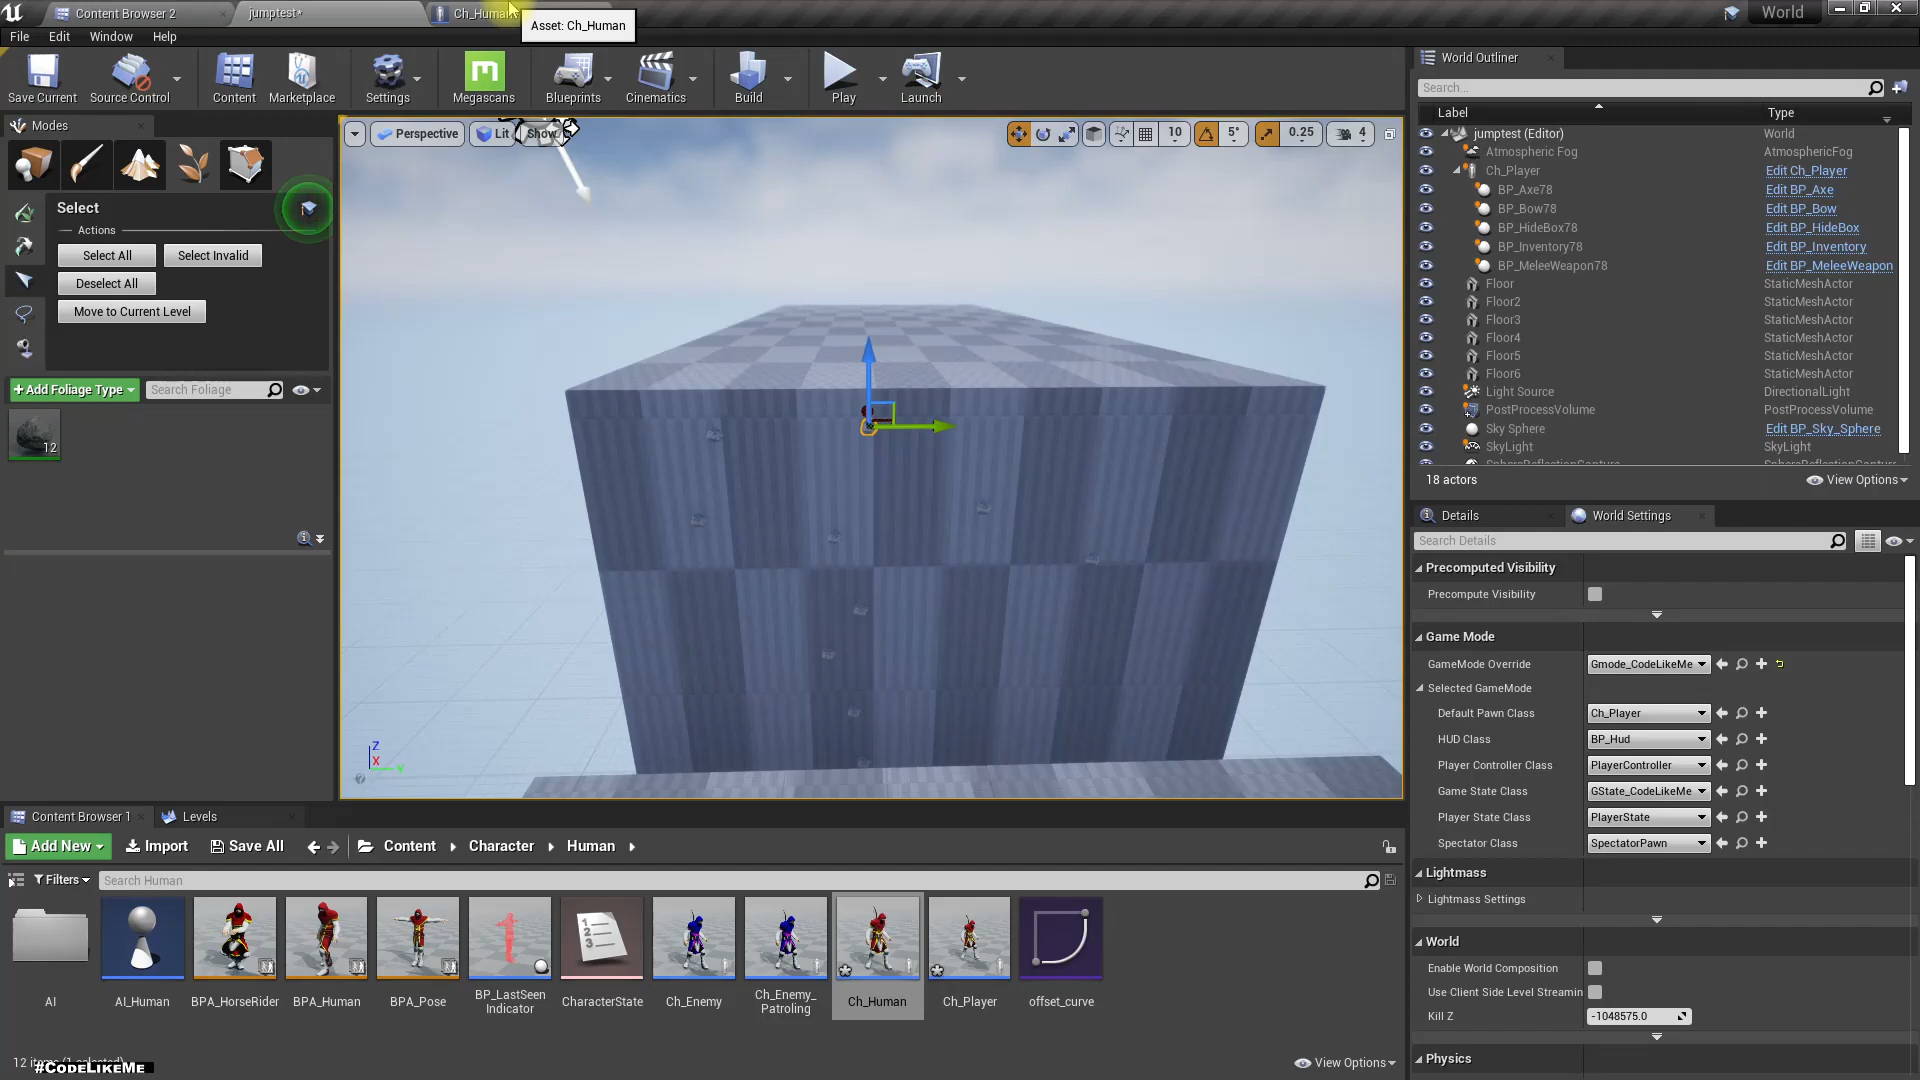 Content Browser 2
jumptest*
Ch_Human
World
Asset: Ch_Human
File Edit Window Help
Save Current
Source Control
Content
Marketplace
Settings
Megascans
Blueprints
Cinematics
Build
Play
Launch
Modes
Select
Actions
Select All
Select Invalid
Deselect All
Move to Current Level
+Add Foliage Type
Search Foliage
12
Perspective
Lit
Show
10
5°
0.25
4
Z
X
Y
World Outliner
Search...
Label Type
jumptest (Editor) World
Atmospheric Fog AtmosphericFog
Ch_Player Edit Ch_Player
BP_Axe78 Edit BP_Axe
BP_Bow78 Edit BP_Bow
BP_HideBox78 Edit BP_HideBox
BP_Inventory78 Edit BP_Inventory
BP_MeleeWeapon78 Edit BP_MeleeWeapon
Floor StaticMeshActor
Floor2 StaticMeshActor
Floor3 StaticMeshActor
Floor4 StaticMeshActor
Floor5 StaticMeshActor
Floor6 StaticMeshActor
Light Source DirectionalLight
PostProcessVolume PostProcessVolume
Sky Sphere Edit BP_Sky_Sphere
SkyLight SkyLight
18 actors
View Options
Details
World Settings
Search Details
Precomputed Visibility
Precompute Visibility
Game Mode
GameMode Override Gmode_CodeLikeMe
Selected GameMode
Default Pawn Class Ch_Player
HUD Class BP_Hud
Player Controller Class PlayerController
Game State Class GState_CodeLikeMe
Player State Class PlayerState
Spectator Class SpectatorPawn
Lightmass
Lightmass Settings
World
Enable World Composition
Use Client Side Level Streamin
Kill Z -1048575.0
Physics
Content Browser 1
Levels
Add New
Import
Save All
Content
Character
Human
Filters
Search Human
AI
AI_Human
BPA_HorseRider
BPA_Human
BPA_Pose
BP_LastSeen
Indicator
CharacterState
Ch_Enemy
Ch_Enemy_
Patroling
Ch_Human
Ch_Player
offset_curve
#CodeLikeMe
View Options